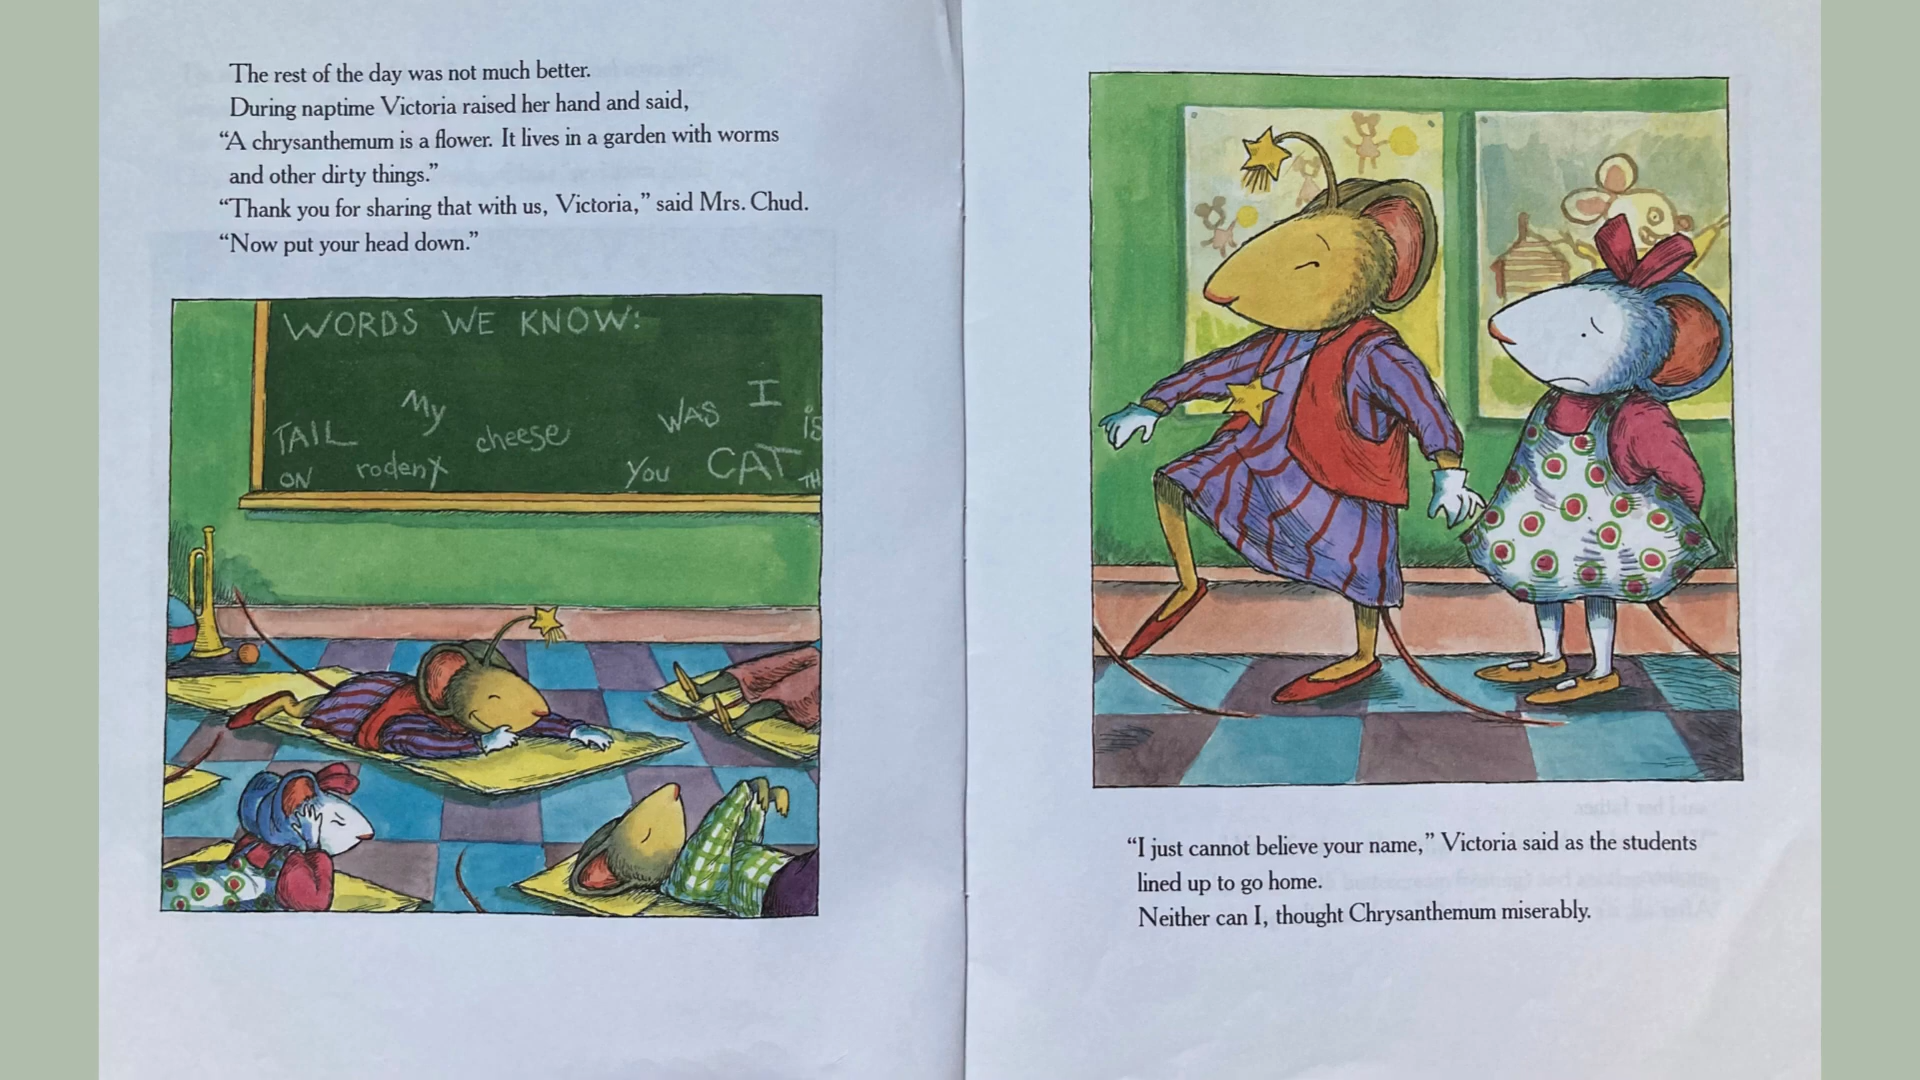 The rest of the day was not much better.
During naptime Victoria raised her hand and said,
“A chrysanthemum is a flower. It lives in a garden with worms
and other dirty things.”
“Thank you for sharing that with us, Victoria,” said Mrs. Chud.
“Now put your head down.”
WORDS WE KNOW:
My WAS I is
TAIL cheese
ON rodent you CAT TH
“I just cannot believe your name,” Victoria said as the students
lined up to go home.
Neither can I, thought Chrysanthemum miserably.